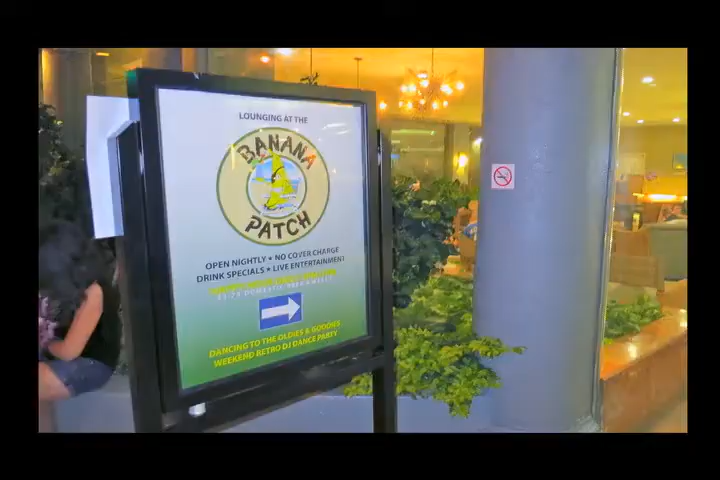 LOUNGING AT THE
BANANA
PATCH
OPEN NIGHTLY • NO COVER CHARGE
DRINK SPECIALS • LIVE ENTERTAINMENT
DANCING TO THE OLDIES & GOODIES
WEEKEND RETRO DJ DANCE PARTY